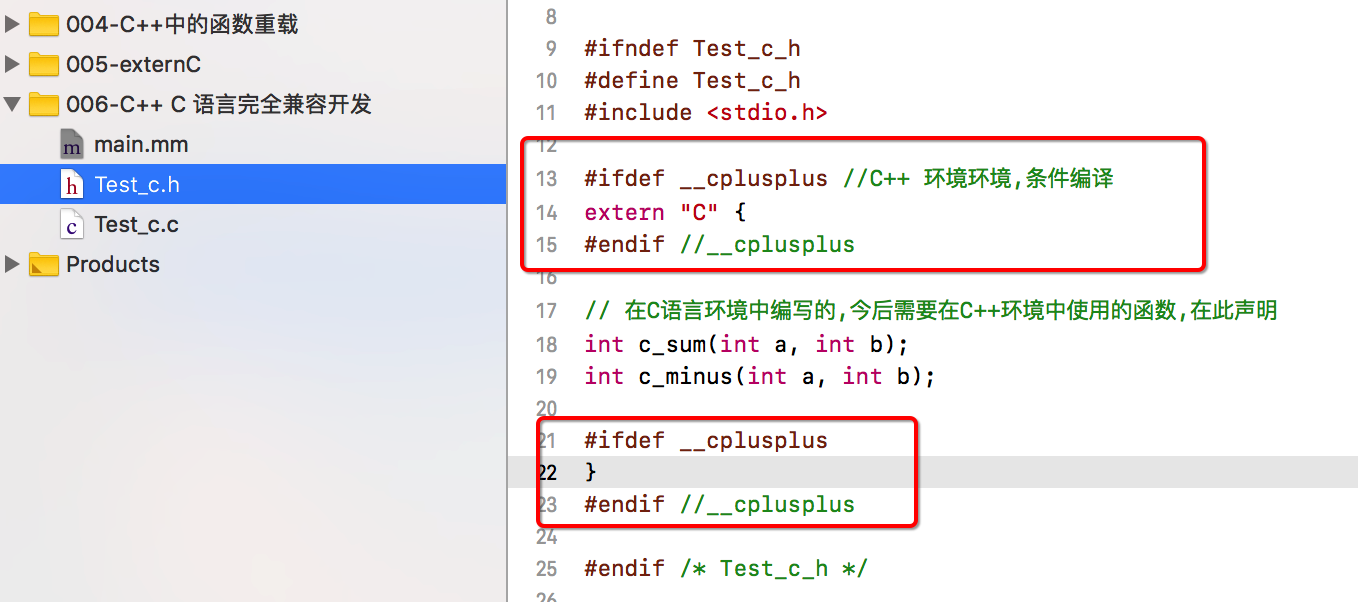 004-C++中的函数重载
005-externC
006-C++ C 语言完全兼容开发
m main.mm
h Test_c.h
c Test_c.c
Products
8
9 #ifndef Test_c_h
10 #define Test_c_h
11 #include <stdio.h>
12
13 #ifdef __cplusplus //C++ 环境环境,条件编译
14 extern "C" {
15 #endif //__cplusplus
16
17 // 在C语言环境中编写的,今后需要在C++环境中使用的函数,在此声明
18 int c_sum(int a, int b);
19 int c_minus(int a, int b);
20
21 #ifdef __cplusplus
22 }
23 #endif //__cplusplus
24
25 #endif /* Test_c_h */
26